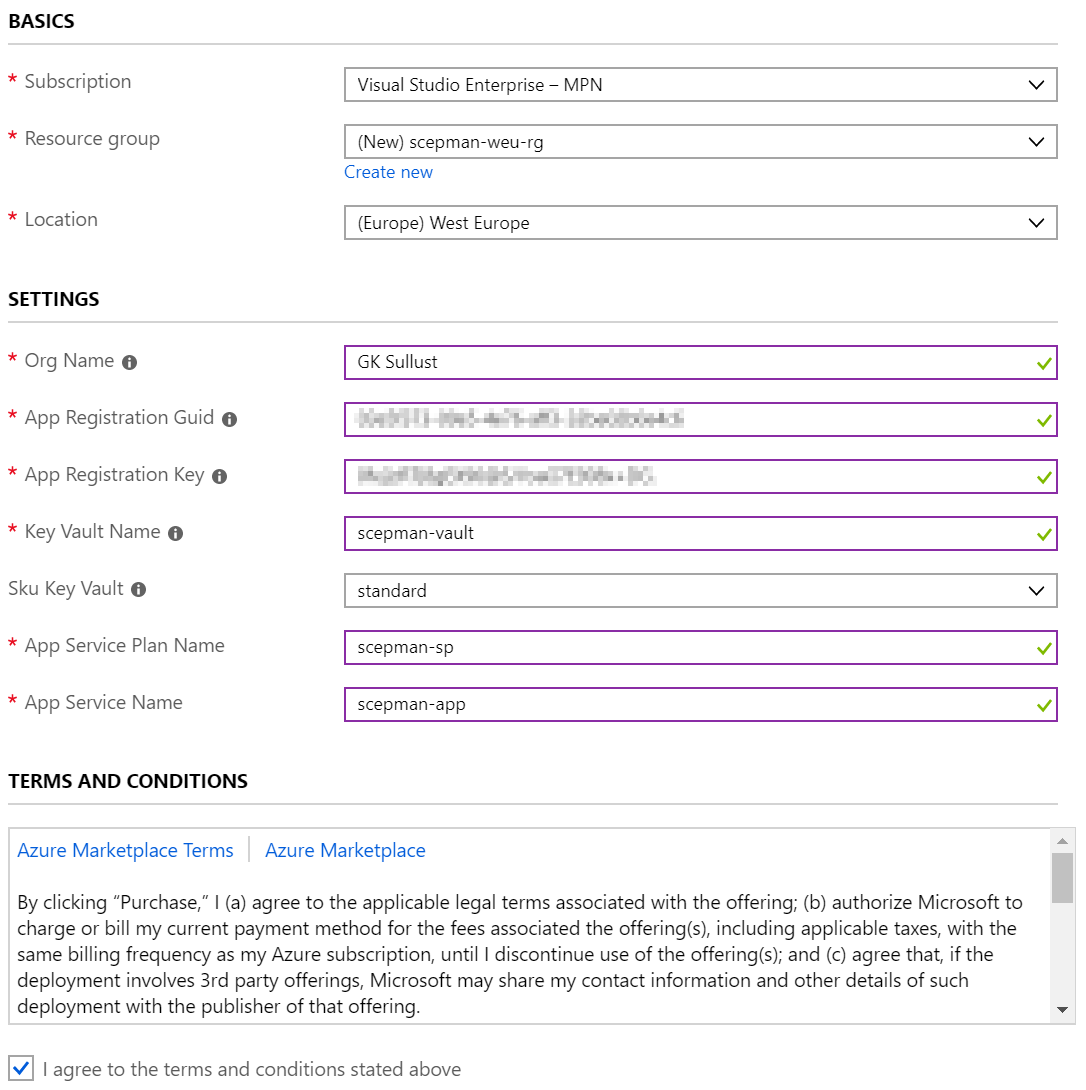 BASICS
* Subscription
Visual Studio Enterprise – MPN
* Resource group
(New) scepman-weu-rg
Create new
* Location
(Europe) West Europe
SETTINGS
* Org Name
GK Sullust
* App Registration Guid
* App Registration Key
* Key Vault Name
scepman-vault
Sku Key Vault
standard
* App Service Plan Name
scepman-sp
* App Service Name
scepman-app
TERMS AND CONDITIONS
Azure Marketplace Terms | Azure Marketplace
By clicking “Purchase,” I (a) agree to the applicable legal terms associated with the offering; (b) authorize Microsoft to
charge or bill my current payment method for the fees associated the offering(s), including applicable taxes, with the
same billing frequency as my Azure subscription, until I discontinue use of the offering(s); and (c) agree that, if the
deployment involves 3rd party offerings, Microsoft may share my contact information and other details of such
deployment with the publisher of that offering.
I agree to the terms and conditions stated above